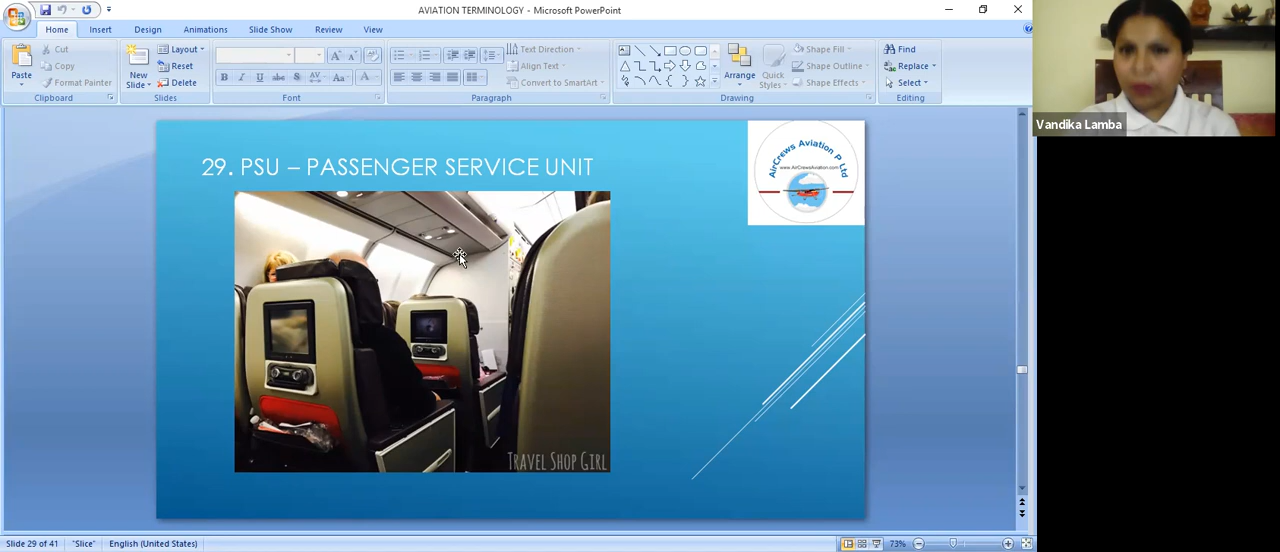 AVIATION TERMINOLOGY - Microsoft PowerPoint
Home Insert Design Animations Slide Show Review View
Paste
Cut
Copy
Format Painter
Clipboard
New Slide
Layout
Reset
Delete
Slides
Font
Text Direction
Align Text
Convert to SmartArt
Paragraph
Arrange
Quick Styles
Shape Fill
Shape Outline
Shape Effects
Drawing
Find
Replace
Select
Editing
Vandika Lamba
29. PSU – PASSENGER SERVICE UNIT
AirCrews Aviation P Ltd
www.AirCrewsAviation.com
TRAVEL SHOP GIRL
Slide 29 of 41 "Slice" English (United States) 73%